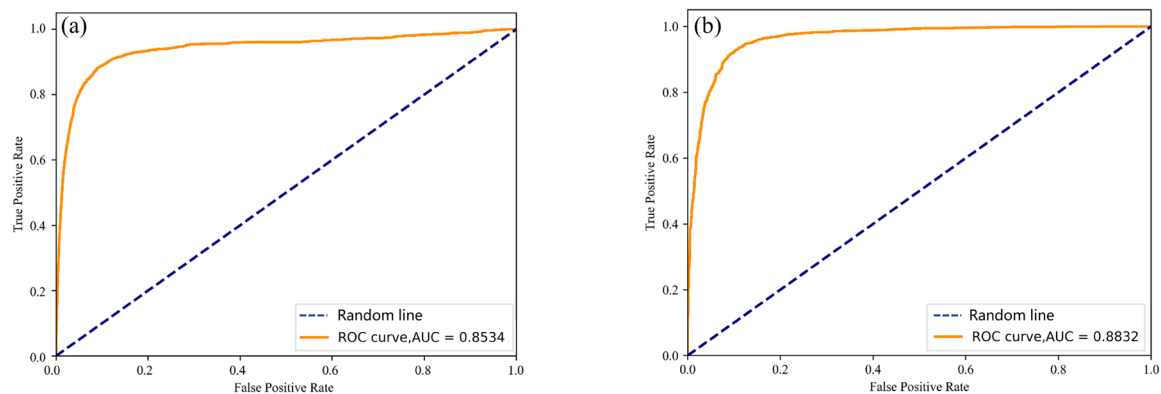 (a)
True Positive Rate
1.0
0.8
0.6
0.4
0.2
0.0
0.0 0.2 0.4 0.6 0.8 1.0
False Positive Rate
Random line
ROC curve,AUC = 0.8534
(b)
True Positive Rate
1.0
0.8
0.6
0.4
0.2
0.0
0.0 0.2 0.4 0.6 0.8 1.0
False Positive Rate
Random line
ROC curve,AUC = 0.8832